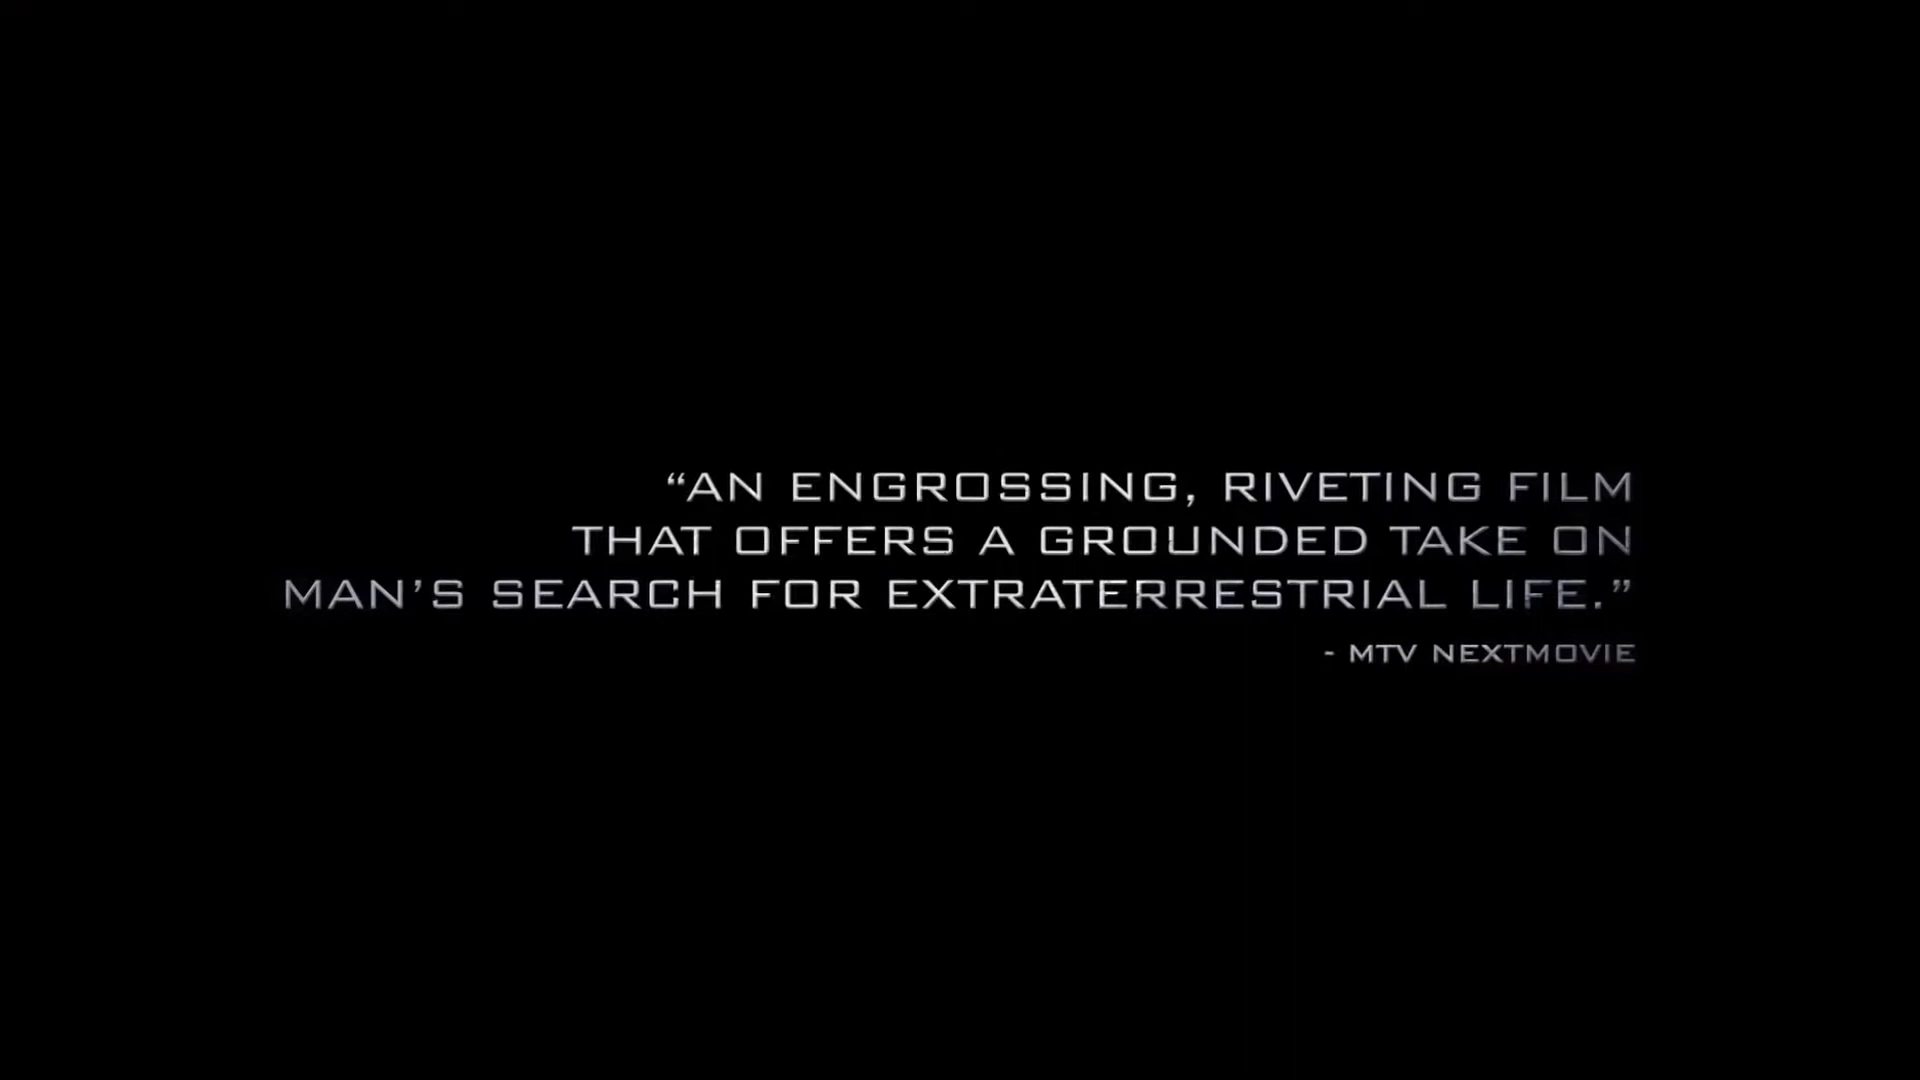 “AN ENGROSSING, RIVETING FILM
THAT OFFERS A GROUNDED TAKE ON
MAN’S SEARCH FOR EXTRATERRESTRIAL LIFE.”
- MTV NEXTMOVIE